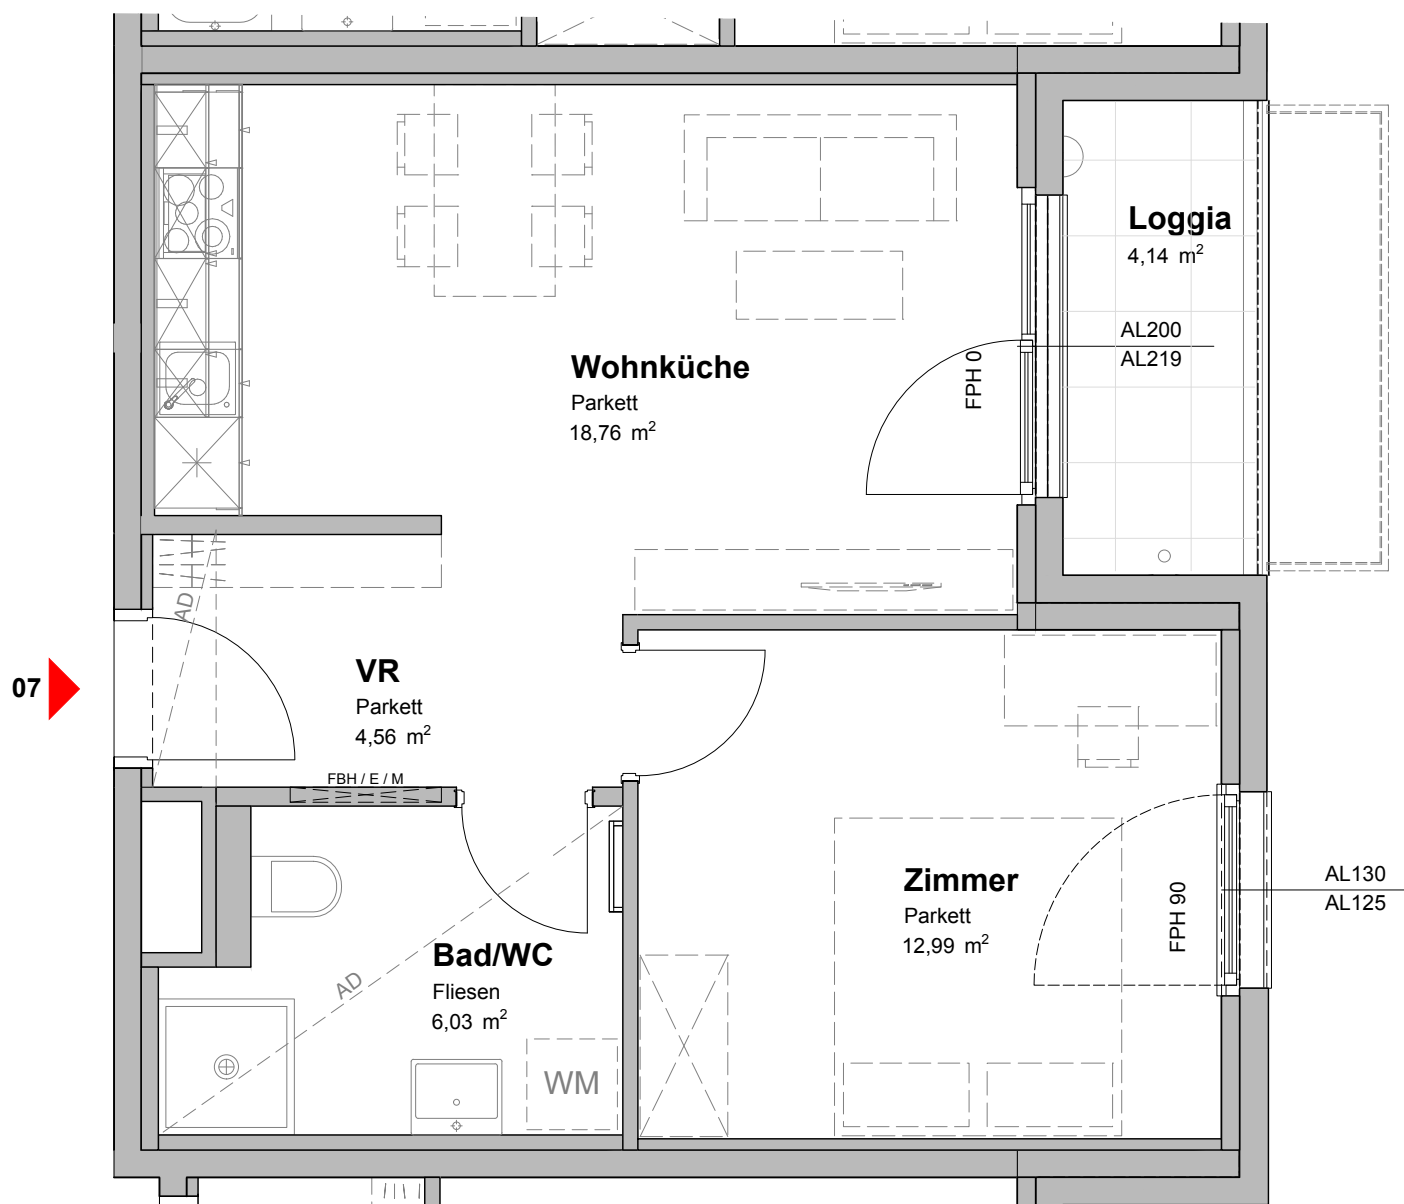 Loggia
4,14 m²
AL200
AL219
FPH 0
Wohnküche
Parkett
18,76 m²
AD
07
VR
Parkett
4,56 m²
FBH / E / M
Zimmer
Parkett
12,99 m²
FPH 90
AL130
AL125
Bad/WC
Fliesen
6,03 m²
AD
WM